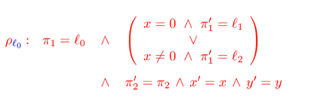 ρ_{ℓ₀} : π₁ = ℓ₀ ∧ ( x = 0 ∧ π₁′ = ℓ₁
∨
x ≠ 0 ∧ π₁′ = ℓ₂ )
∧ π₂′ = π₂ ∧ x′ = x ∧ y′ = y